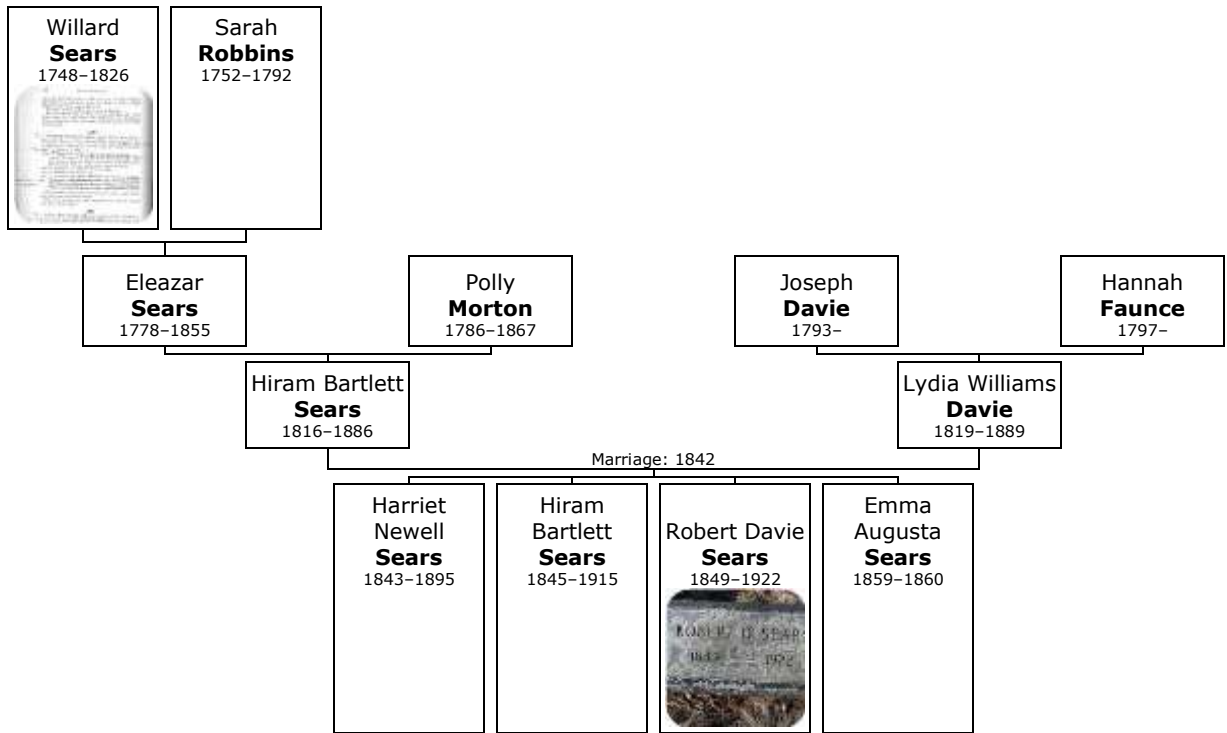 Willard
Sears
1748–1826
Sarah
Robbins
1752–1792
Eleazar
Sears
1778–1855
Polly
Morton
1786–1867
Joseph
Davie
1793–
Hannah
Faunce
1797–
Hiram Bartlett
Sears
1816–1886
Lydia Williams
Davie
1819–1889
Marriage: 1842
Harriet
Newell
Sears
1843–1895
Hiram
Bartlett
Sears
1845–1915
Robert Davie
Sears
1849–1922
ROBERT D SEARS
Emma
Augusta
Sears
1859–1860